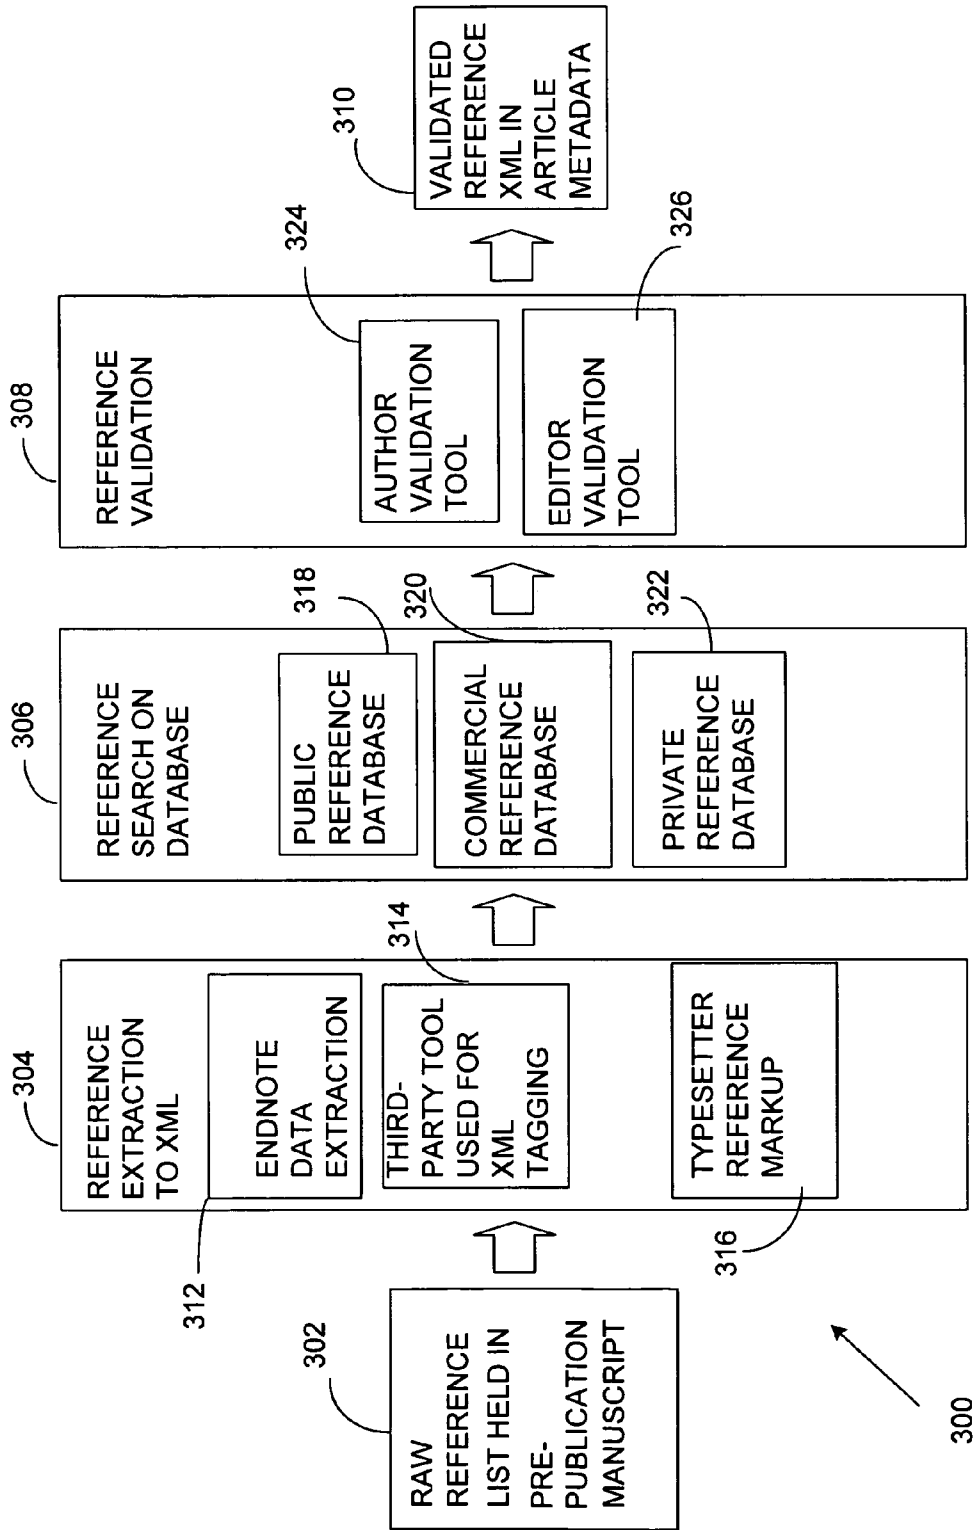 302
RAW
REFERENCE
LIST HELD IN
PRE-
PUBLICATION
MANUSCRIPT
304
REFERENCE
EXTRACTION
TO XML
312
ENDNOTE
DATA
EXTRACTION
314
THIRD-
PARTY TOOL
USED FOR
XML
TAGGING
316
TYPESETTER
REFERENCE
MARKUP
306
REFERENCE
SEARCH ON
DATABASE
318
PUBLIC
REFERENCE
DATABASE
320
COMMERCIAL
REFERENCE
DATABASE
322
PRIVATE
REFERENCE
DATABASE
308
REFERENCE
VALIDATION
324
AUTHOR
VALIDATION
TOOL
326
EDITOR
VALIDATION
TOOL
310
VALIDATED
REFERENCE
XML IN
ARTICLE
METADATA
300